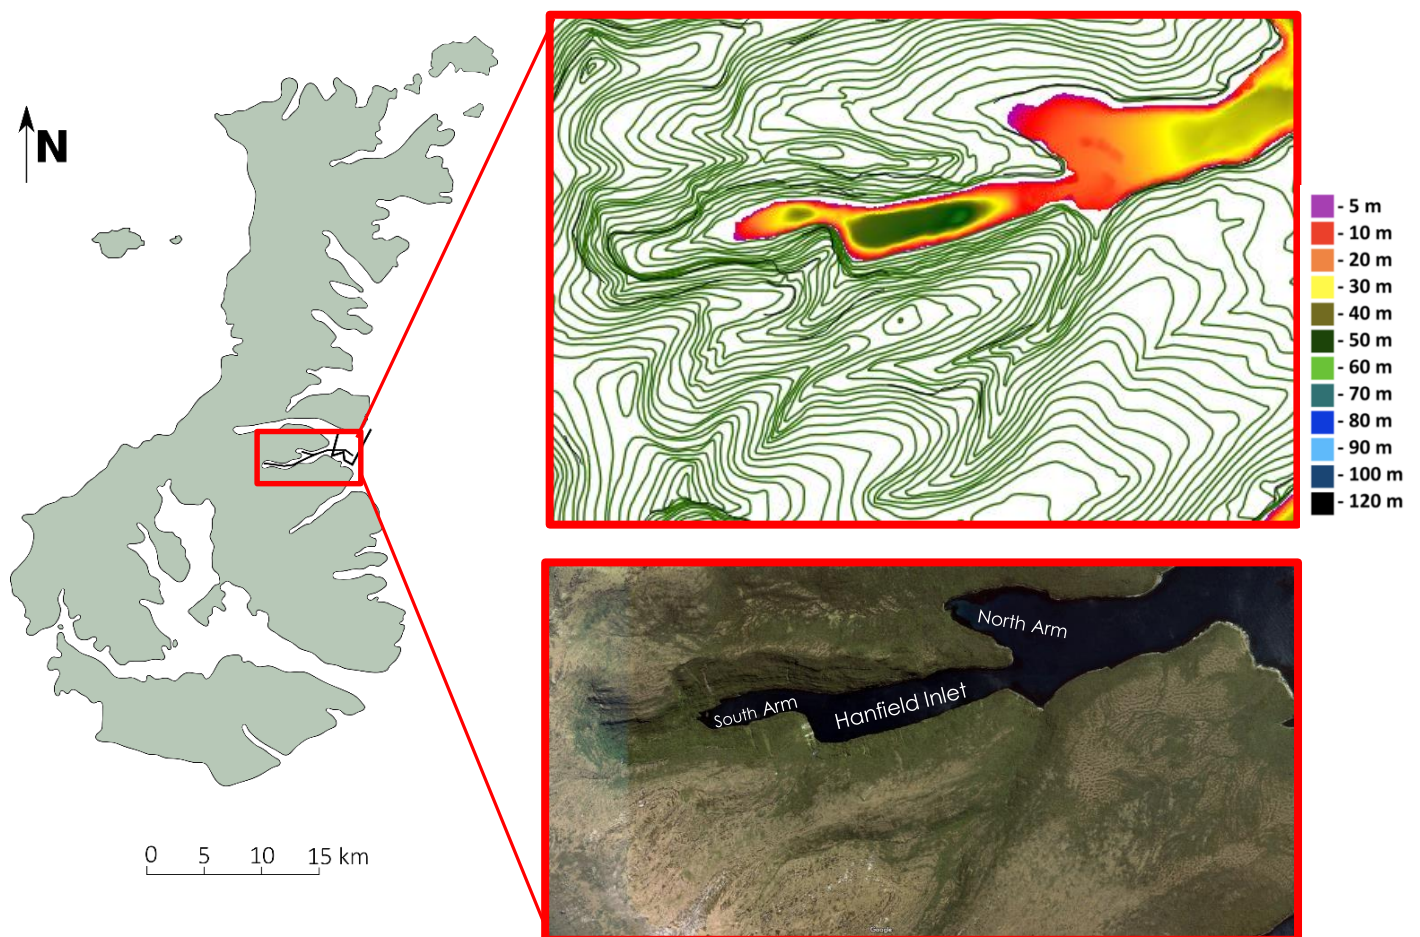 N
0 5 10 15 km
- 5 m
- 10 m
- 20 m
- 30 m
- 40 m
- 50 m
- 60 m
- 70 m
- 80 m
- 90 m
- 100 m
- 120 m
North Arm
South Arm
Hanfield Inlet
Google